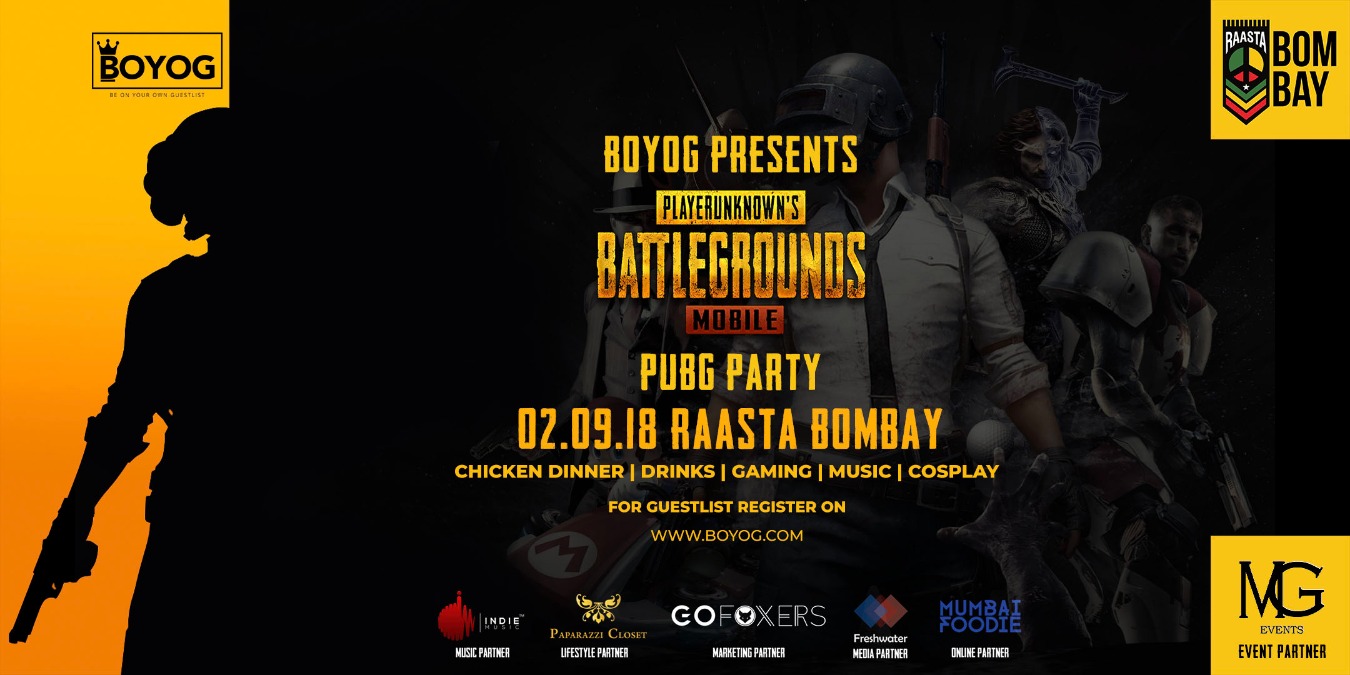 BOYOG
BE ON YOUR OWN GUESTLIST
RAASTA
BOM
BAY
BOYOG PRESENTS
PLAYERUNKNOWN'S
BATTLEGROUNDS
MOBILE
PUBG PARTY
02.09.18 RAASTA BOMBAY
CHICKEN DINNER | DRINKS | GAMING | MUSIC | COSPLAY
FOR GUESTLIST REGISTER ON
WWW.BOYOG.COM
INDIE
MUSIC
™
MUSIC PARTNER
PAPARAZZI CLOSET
LIFESTYLE PARTNER
GOFOXERS
MARKETING PARTNER
Freshwater
MEDIA PARTNER
MUMBAI
FOODIE
ONLINE PARTNER
MG
EVENTS
EVENT PARTNER
M